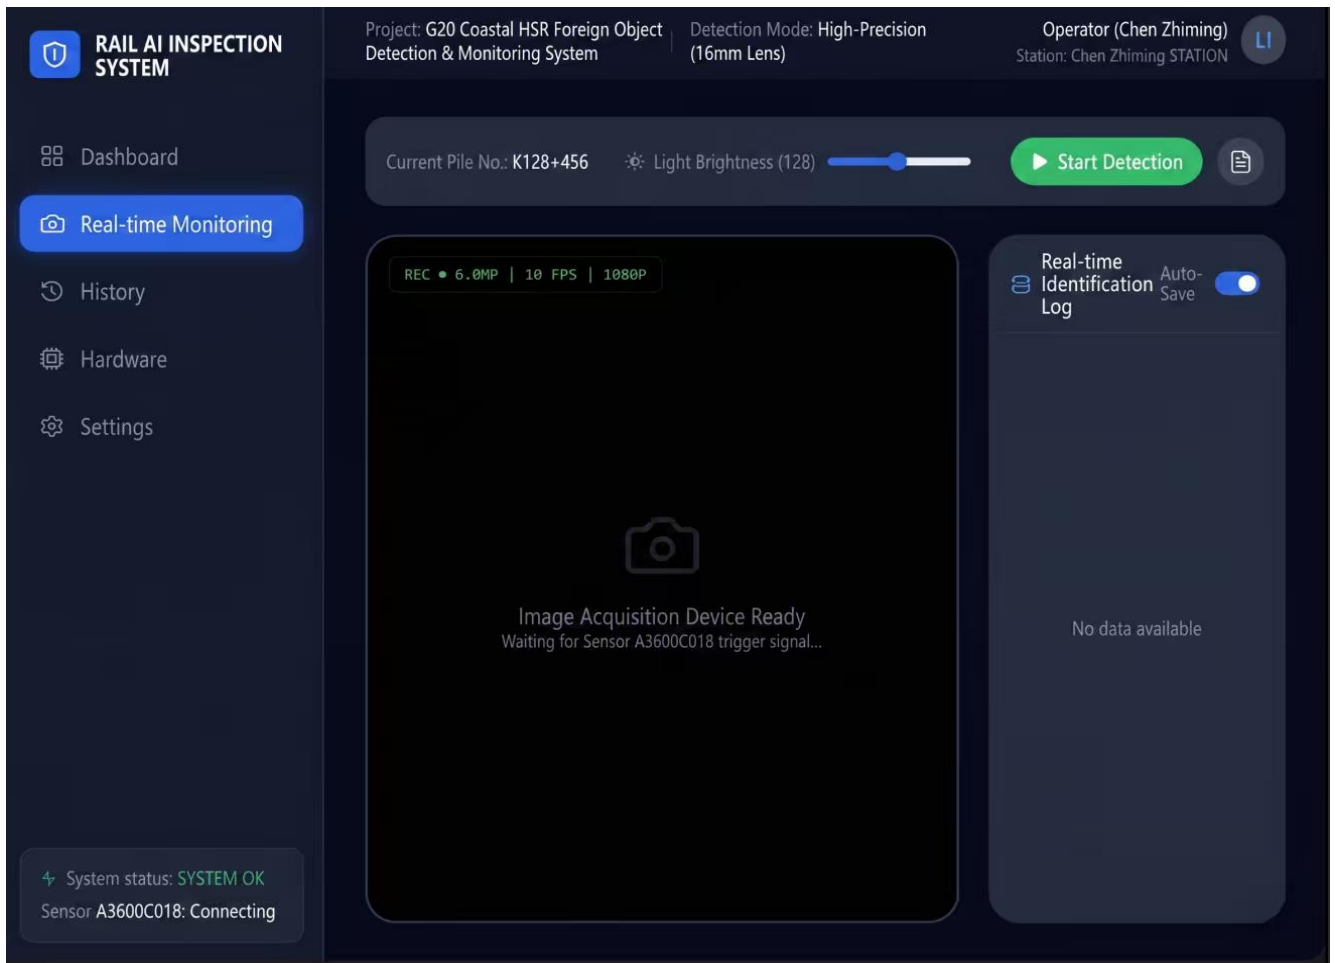 RAIL AI INSPECTION
SYSTEM
Dashboard
Real-time Monitoring
History
Hardware
Settings
System status: SYSTEM OK
Sensor A3600C018: Connecting
Project: G20 Coastal HSR Foreign Object
Detection & Monitoring System
Detection Mode: High-Precision
(16mm Lens)
Operator (Chen Zhiming)
Station: Chen Zhiming STATION
LI
Current Pile No.: K128+456
Light Brightness (128)
Start Detection
REC ● 6.0MP | 10 FPS | 1080P
Image Acquisition Device Ready
Waiting for Sensor A3600C018 trigger signal...
Real-time
Identification
Log
Auto-
Save
No data available